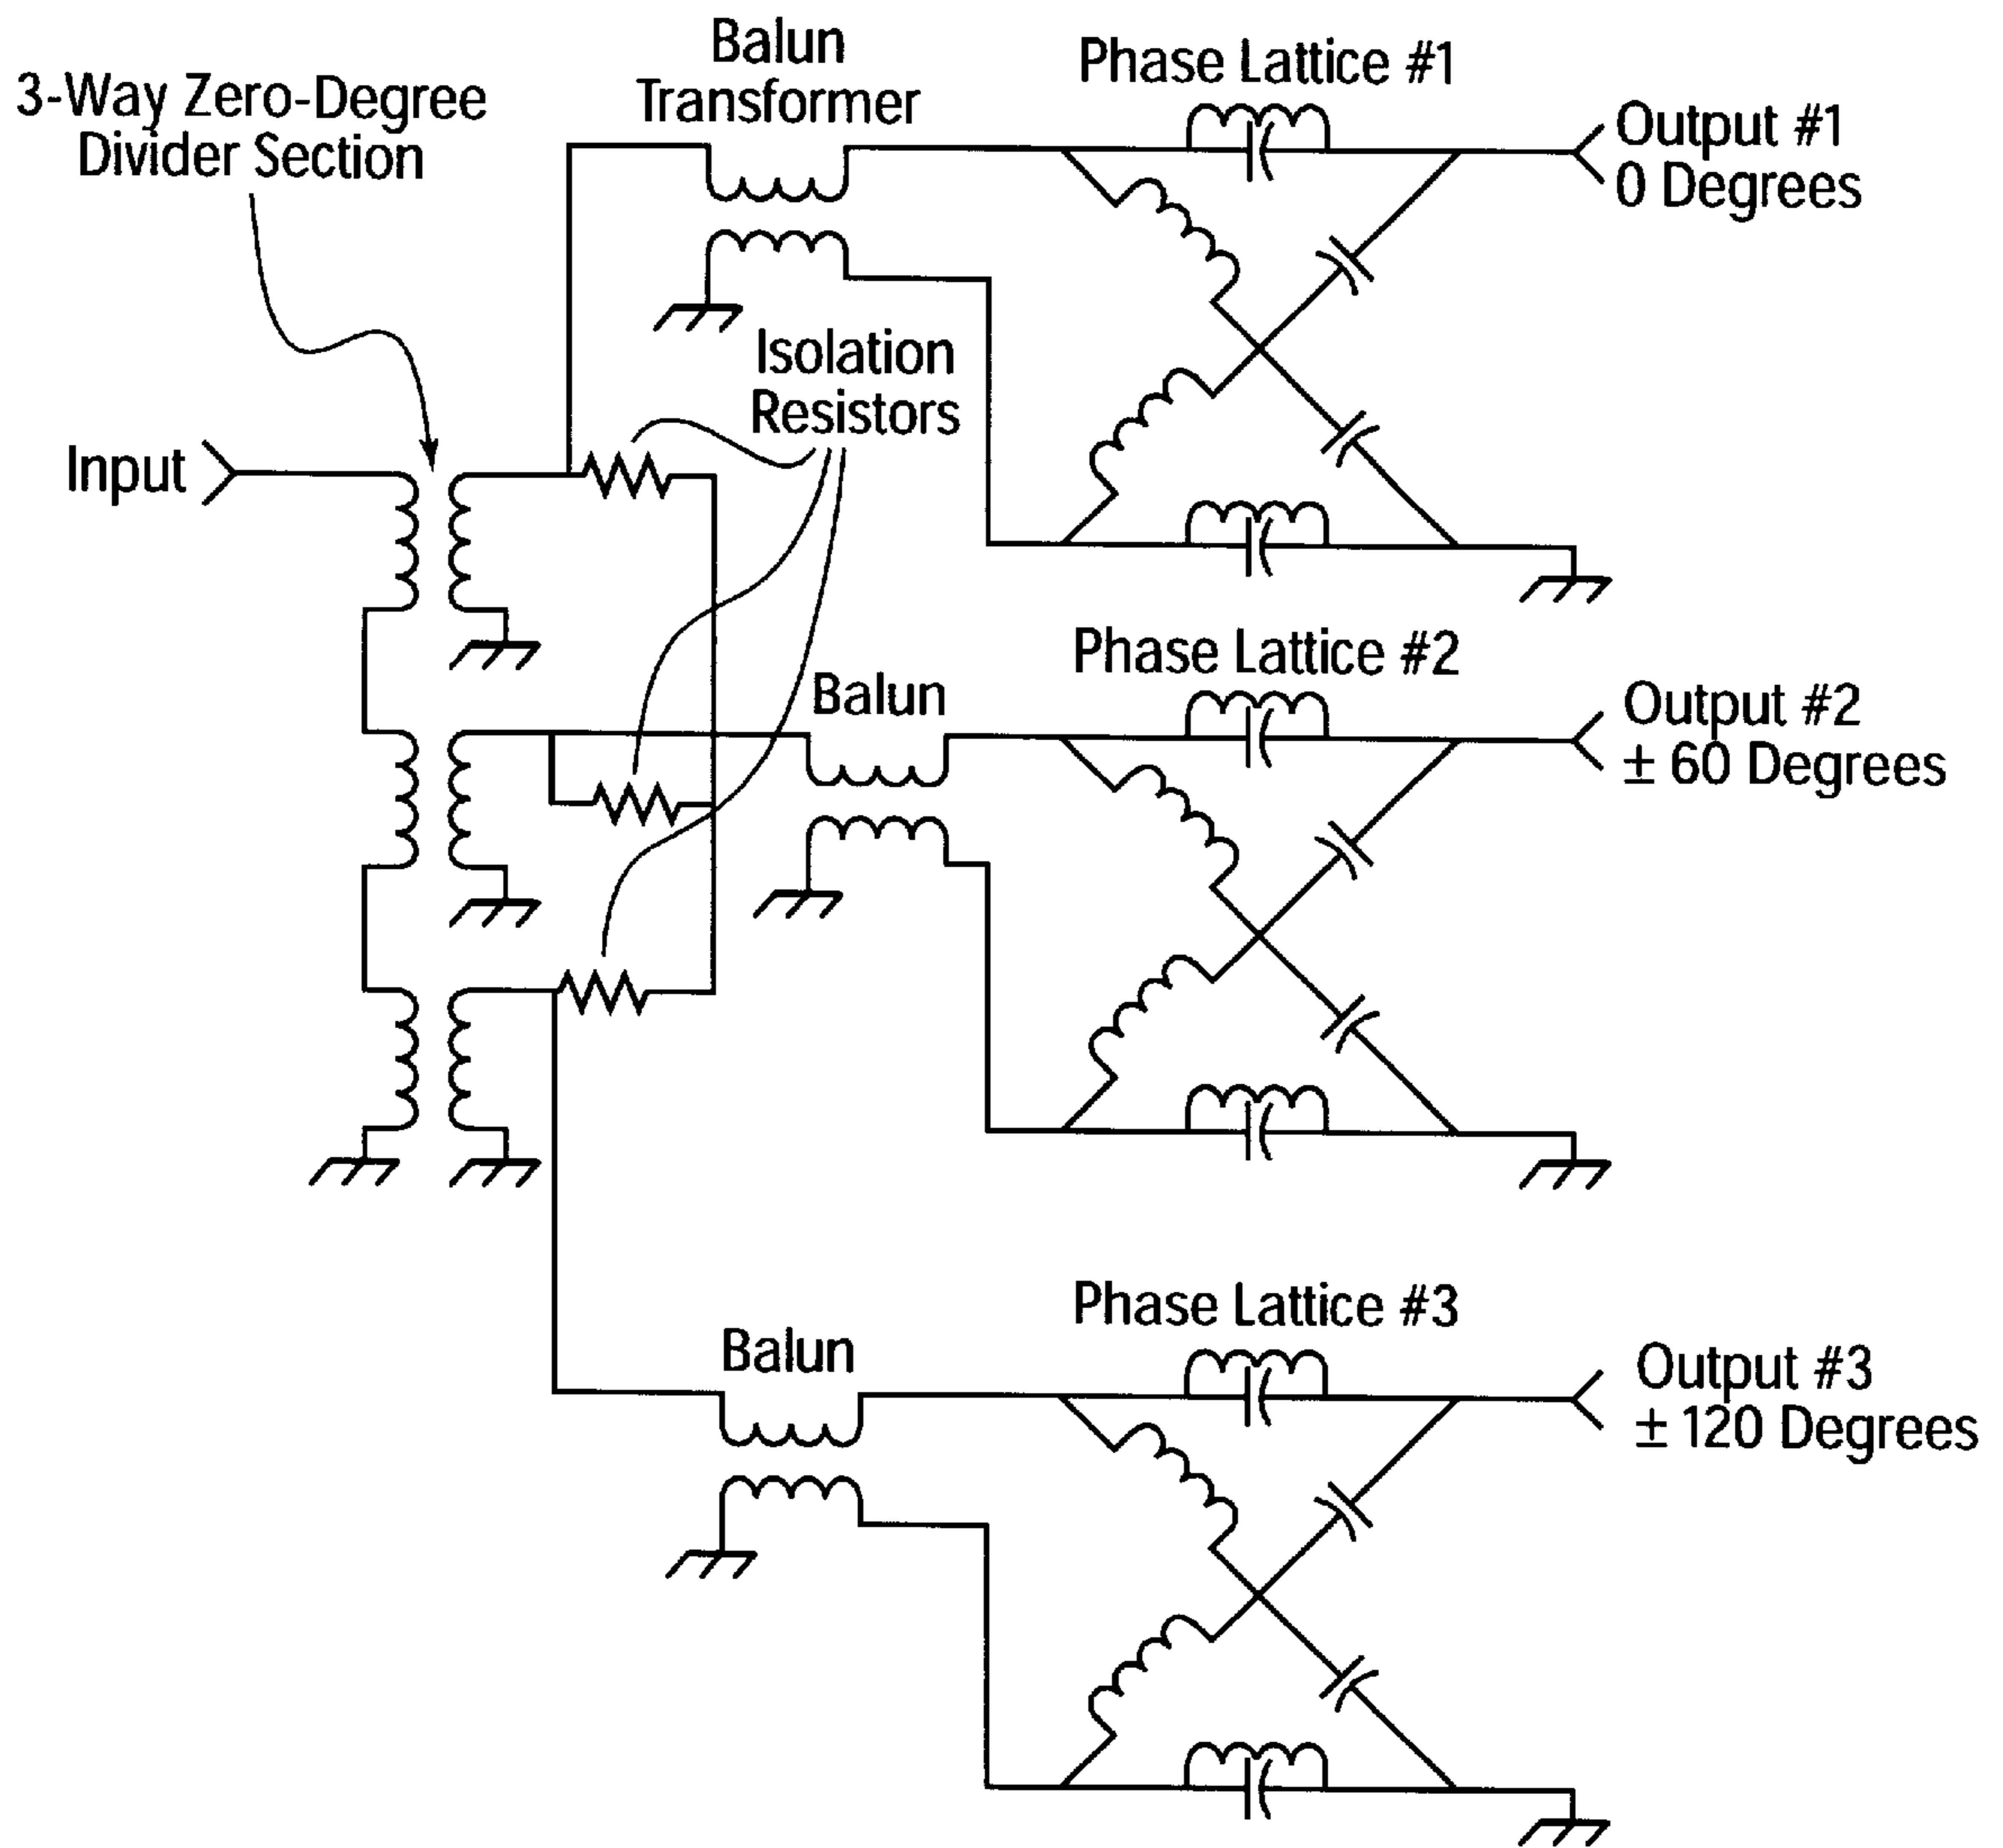 Balun
Transformer
Phase Lattice #1
3-Way Zero-Degree
Divider Section
Output #1
0 Degrees
Isolation
Resistors
Input
Phase Lattice #2
Balun
Output #2
± 60 Degrees
Phase Lattice #3
Balun
Output #3
± 120 Degrees